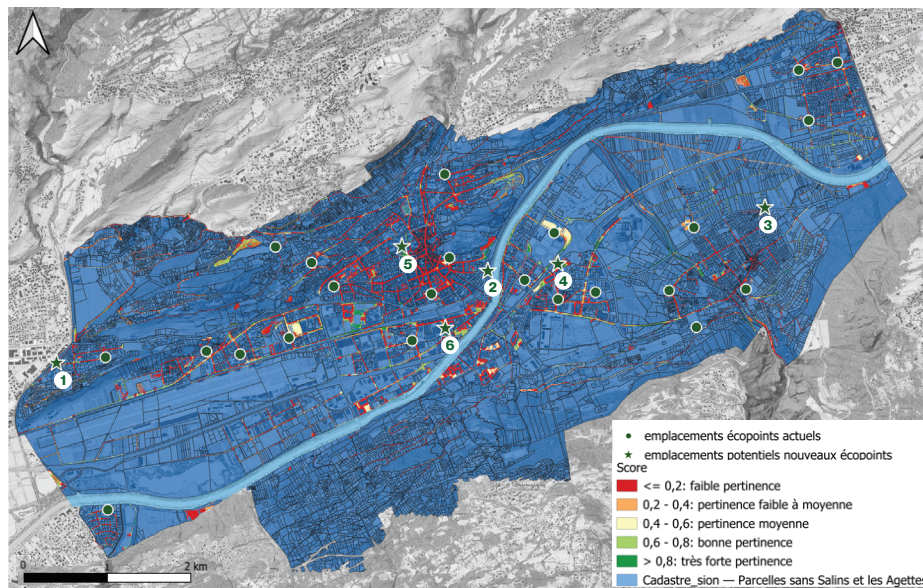 3
5
4
2
6
1
emplacements écopoints actuels
emplacements potentiels nouveaux écopoints
Score
<= 0,2: faible pertinence
0,2 - 0,4: pertinence faible à moyenne
0,4 - 0,6: pertinence moyenne
0,6 - 0,8: bonne pertinence
> 0,8: très forte pertinence
Cadastre_sion — Parcelles sans Salins et les Agette
0 1 2 km